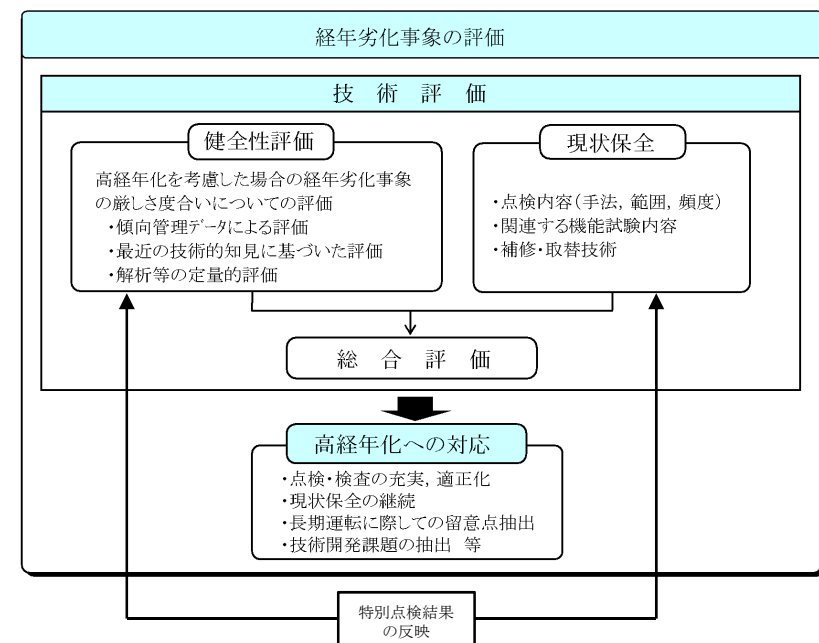 経年劣化事象の評価
技 術 評 価
健全性評価
高経年化を考慮した場合の経年劣化事象
の厳しさ度合いについての評価
・傾向管理ﾃﾞｰﾀによる評価
・最近の技術的知見に基づいた評価
・解析等の定量的評価
現状保全
・点検内容(手法, 範囲, 頻度)
・関連する機能試験内容
・補修・取替技術
総 合 評 価
高経年化への対応
・点検・検査の充実, 適正化
・現状保全の継続
・長期運転に際しての留意点抽出
・技術開発課題の抽出 等
特別点検結果
の反映